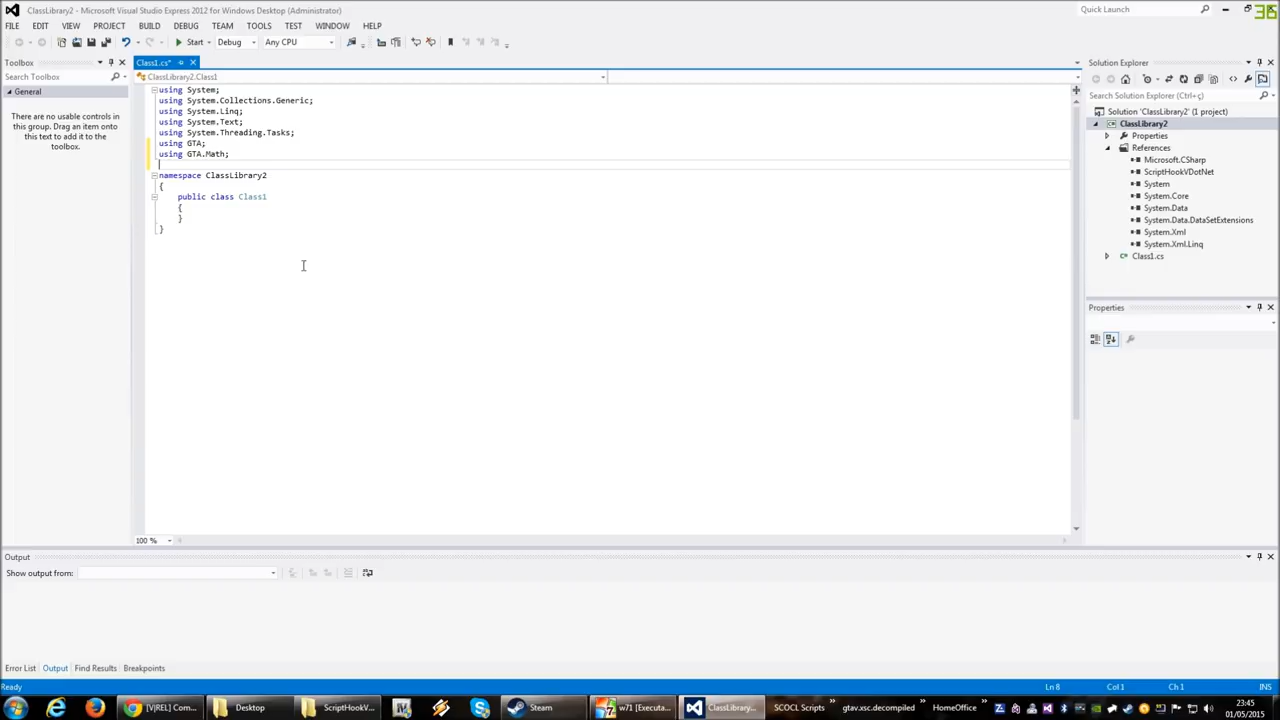 ClassLibrary2 - Microsoft Visual Studio Express 2012 for Windows Desktop (Administrator)
Quick Launch
FILE EDIT VIEW PROJECT BUILD DEBUG TEAM TOOLS TEST WINDOW HELP
Start Debug Any CPU
Toolbox
Search Toolbox
General
There are no usable controls in
this group. Drag an item onto
this text to add it to the
toolbox.
Class1.cs*
ClassLibrary2.Class1
using System;
using System.Collections.Generic;
using System.Linq;
using System.Text;
using System.Threading.Tasks;
using GTA;
using GTA.Math;
namespace ClassLibrary2
{
public class Class1
{
}
}
100 %
Solution Explorer
Search Solution Explorer (Ctrl+ç)
Solution 'ClassLibrary2' (1 project)
ClassLibrary2
Properties
References
Microsoft.CSharp
ScriptHookVDotNet
System
System.Core
System.Data
System.Data.DataSetExtensions
System.Xml
System.Xml.Linq
Class1.cs
Properties
Output
Show output from:
Error List Output Find Results Breakpoints
Ready
Ln 8 Col 1 Ch 1 INS
[V|REL] Com...
Desktop
ScriptHookV...
Steam
w71 [Executa...
ClassLibrary...
SCOCL Scripts
gtav.xsc.decompiled
HomeOffice
23:45
01/05/2015